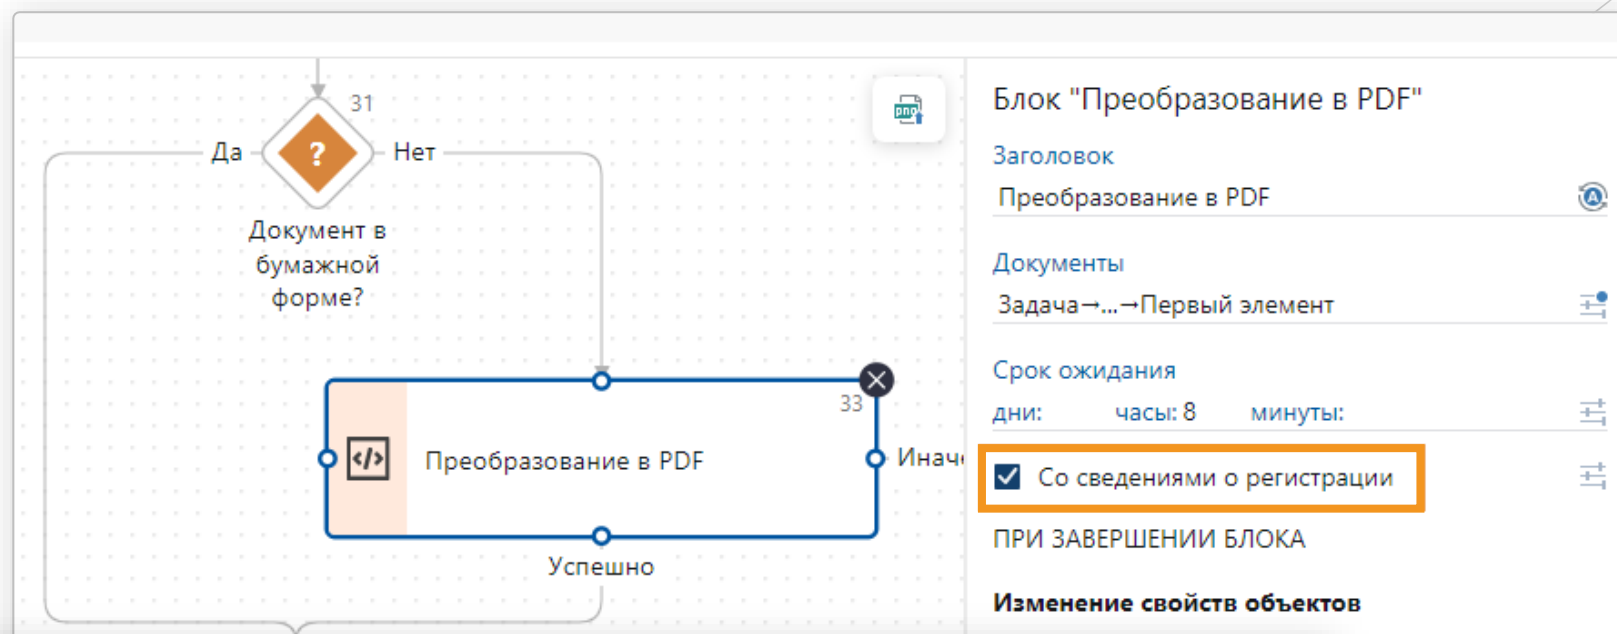 31
Да
?
Нет
Документ в
бумажной
форме?
33
</>
Преобразование в PDF
Успешно
png
Блок "Преобразование в PDF"
Заголовок
Преобразование в PDF
A
Документы
Задача→...→Первый элемент
Срок ожидания
дни: часы: 8 минуты:
Со сведениями о регистрации
ПРИ ЗАВЕРШЕНИИ БЛОКА
Изменение свойств объектов